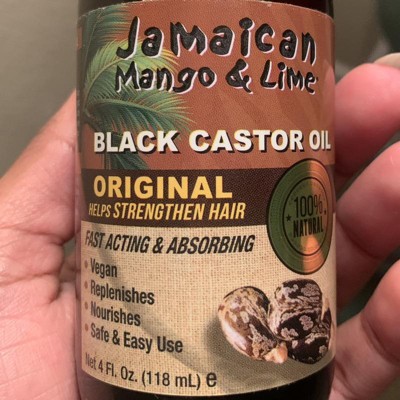 Jamaican
Mango & Lime
BLACK CASTOR OIL
ORIGINAL
HELPS STRENGTHEN HAIR
100%
NATURAL
FAST ACTING & ABSORBING
• Vegan
• Replenishes
• Nourishes
• Safe & Easy Use
Net 4 Fl. Oz. (118 mL) e